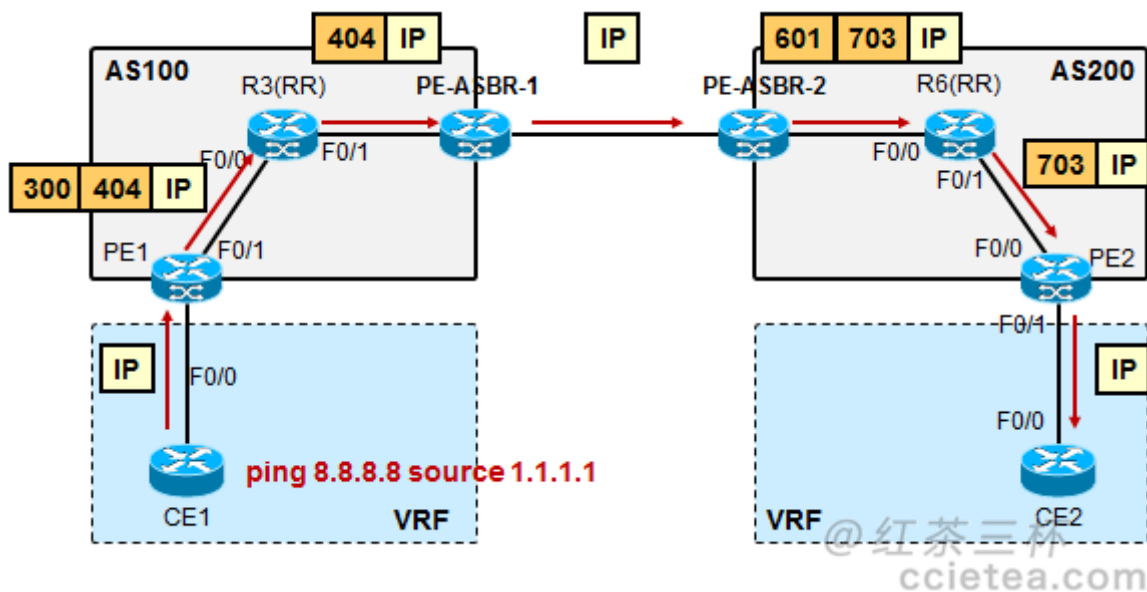 404 IP
IP
601 703 IP
AS100
R3(RR)
PE-ASBR-1
PE-ASBR-2
R6(RR)
AS200
F0/0
F0/1
F0/0
F0/1
703 IP
300 404 IP
PE1
F0/1
F0/0
PE2
F0/1
IP
F0/0
IP
F0/0
ping 8.8.8.8 source 1.1.1.1
CE1
VRF
VRF
CE2
@红茶三杯
ccietea.com